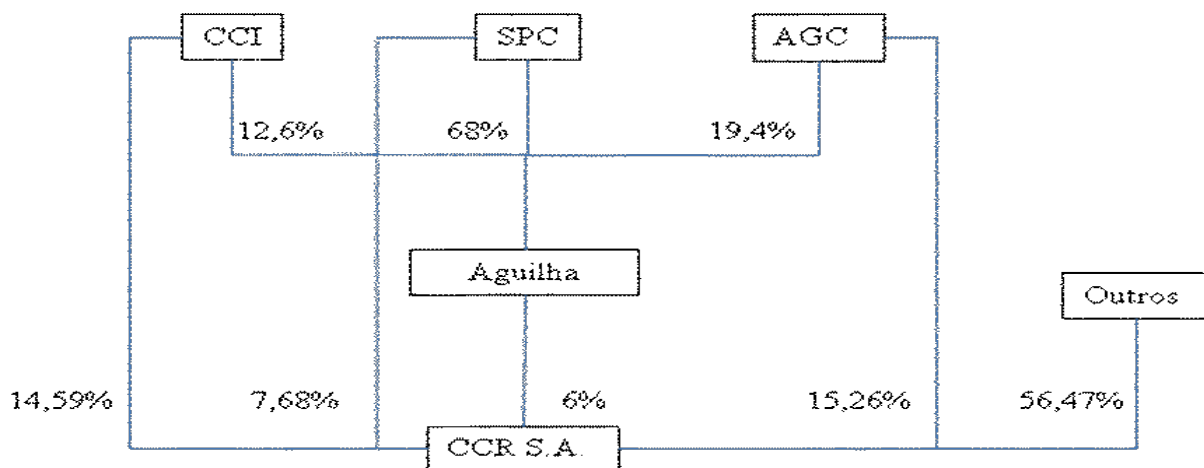 CCI SPC AGC
12,6% 68% 19,4%
Aguilha
Outros
14,59% 7,68% 6% 15,26% 56,47%
CCR S.A.